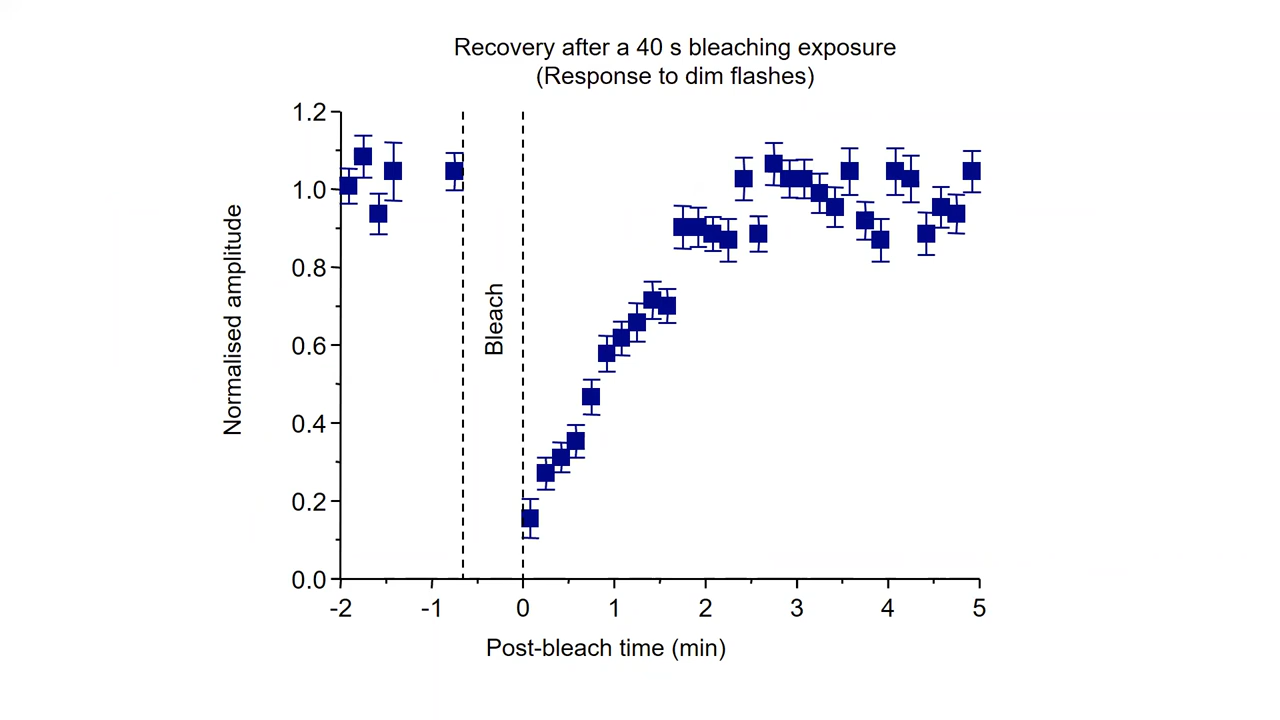 Recovery after a 40 s bleaching exposure
(Response to dim flashes)
1.2
1.0
0.8
0.6
0.4
0.2
0.0
Normalised amplitude
Bleach
-2 -1 0 1 2 3 4 5
Post-bleach time (min)